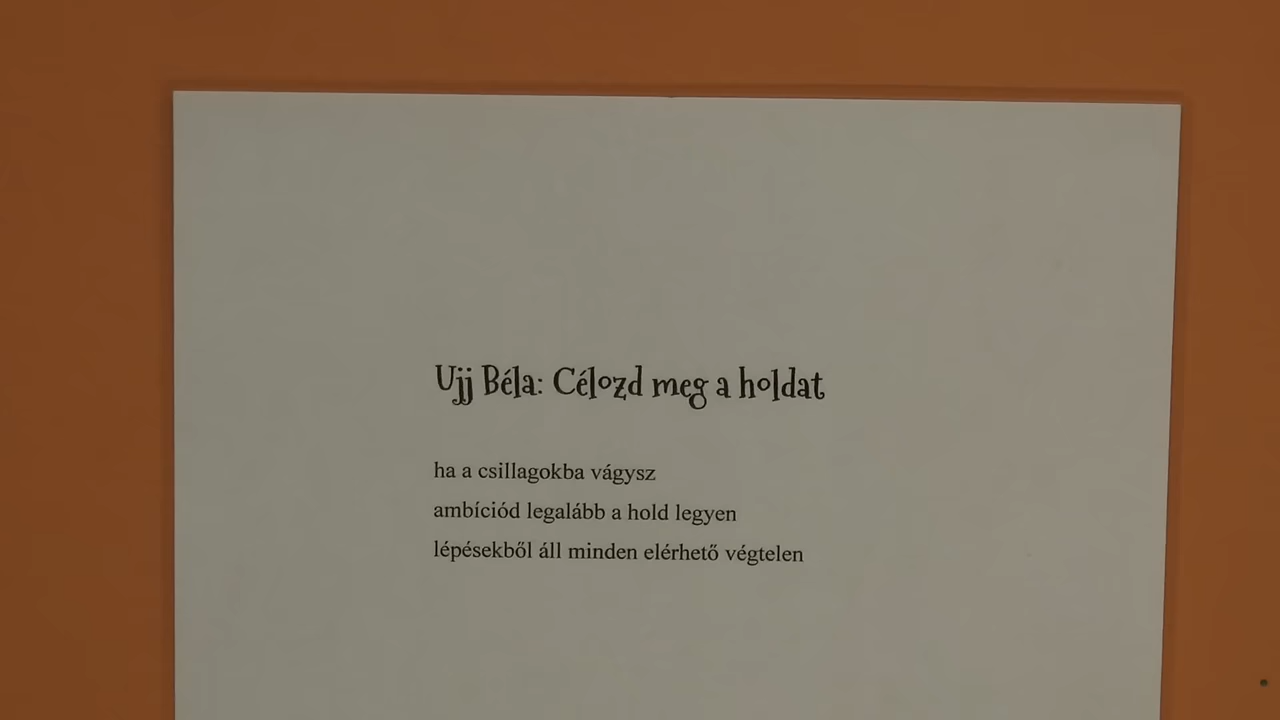 Ujj Béla: Célozd meg a holdat
ha a csillagokba vágysz
ambíciód legalább a hold legyen
lépésekből áll minden elérhető végtelen